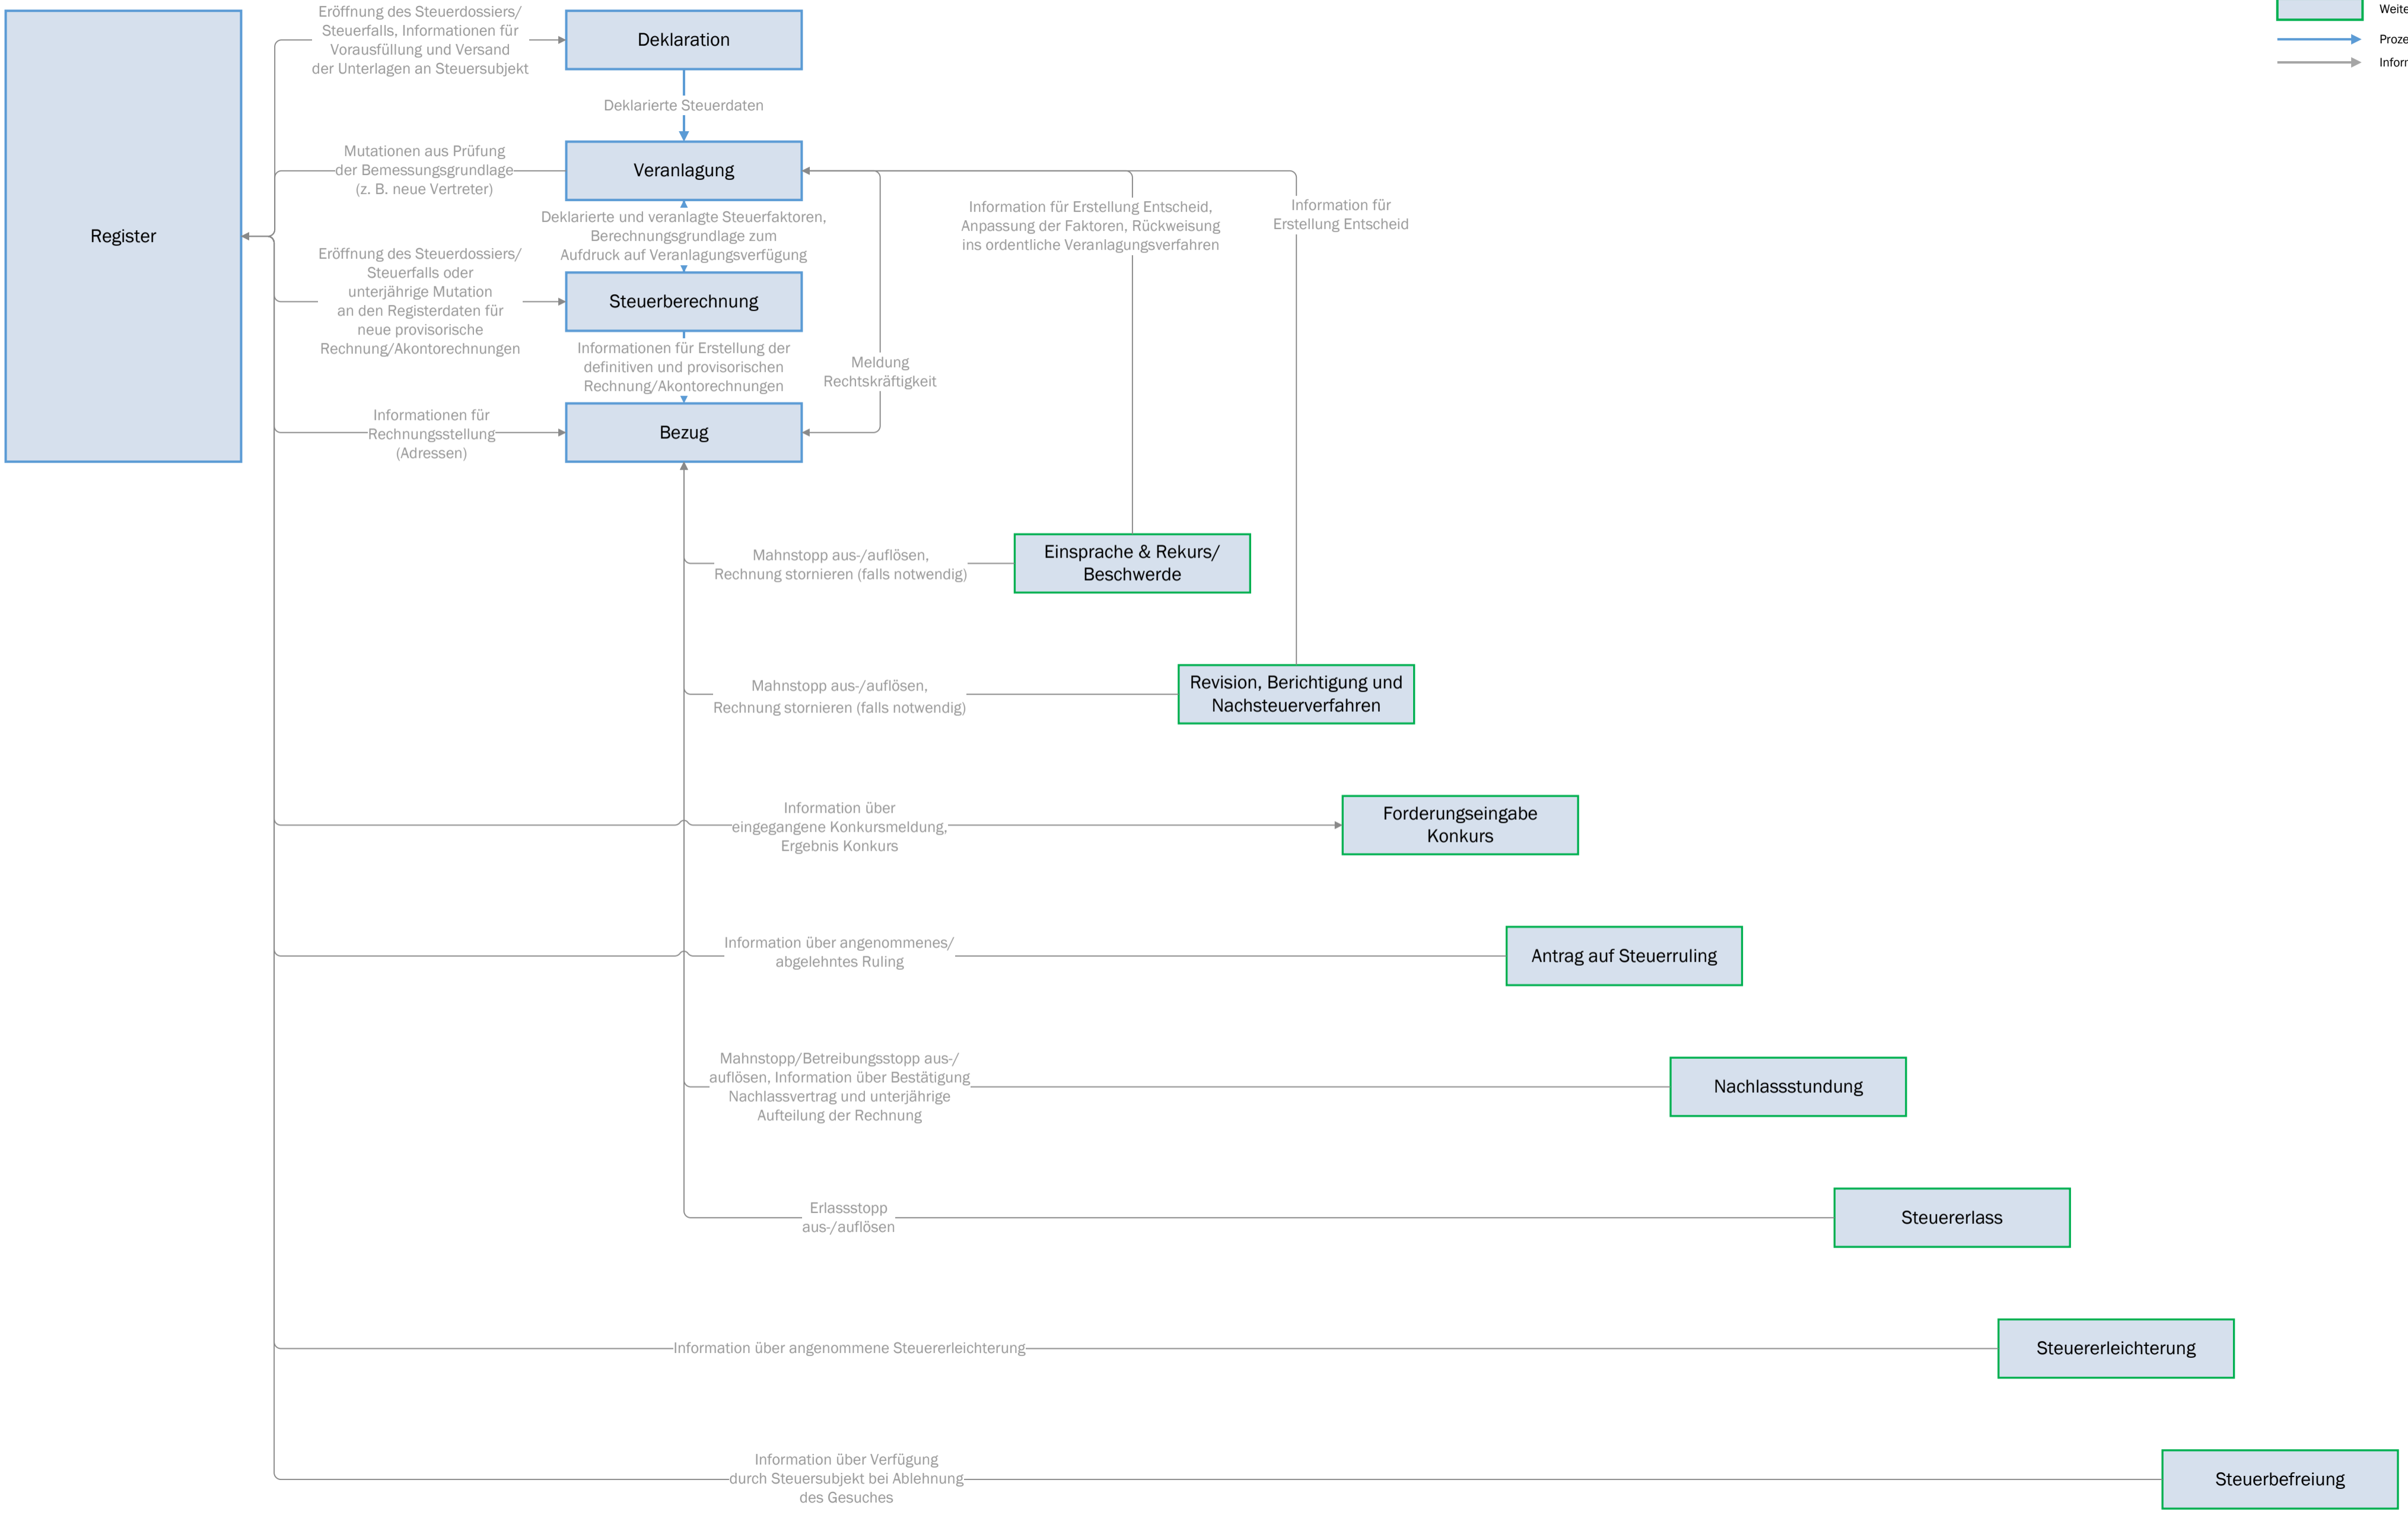 Weite
Proze
Infor
Register
Eröffnung des Steuerdossiers/
Steuerfalls, Informationen für
Vorausfüllung und Versand
der Unterlagen an Steuersubjekt
Deklaration
Deklarierte Steuerdaten
Mutationen aus Prüfung
der Bemessungsgrundlage
(z. B. neue Vertreter)
Veranlagung
Deklarierte und veranlagte Steuerfaktoren,
Berechnungsgrundlage zum
Aufdruck auf Veranlagungsverfügung
Information für Erstellung Entscheid,
Anpassung der Faktoren, Rückweisung
ins ordentliche Veranlagungsverfahren
Information für
Erstellung Entscheid
Eröffnung des Steuerdossiers/
Steuerfalls oder
unterjährige Mutation
an den Registerdaten für
neue provisorische
Rechnung/Akontorechnungen
Steuerberechnung
Informationen für Erstellung der
definitiven und provisorischen
Rechnung/Akontorechnungen
Meldung
Rechtskräftigkeit
Informationen für
Rechnungsstellung
(Adressen)
Bezug
Mahnstopp aus-/auflösen,
Rechnung stornieren (falls notwendig)
Einsprache & Rekurs/
Beschwerde
Mahnstopp aus-/auflösen,
Rechnung stornieren (falls notwendig)
Revision, Berichtigung und
Nachsteuerverfahren
Information über
eingegangene Konkursmeldung,
Ergebnis Konkurs
Forderungseingabe
Konkurs
Information über angenommenes/
abgelehntes Ruling
Antrag auf Steuerruling
Mahnstopp/Betreibungsstopp aus-/
auflösen, Information über Bestätigung
Nachlassvertrag und unterjährige
Aufteilung der Rechnung
Nachlassstundung
Erlassstopp
aus-/auflösen
Steuererlass
Information über angenommene Steuererleichterung
Steuererleichterung
Information über Verfügung
durch Steuersubjekt bei Ablehnung
des Gesuches
Steuerbefreiung